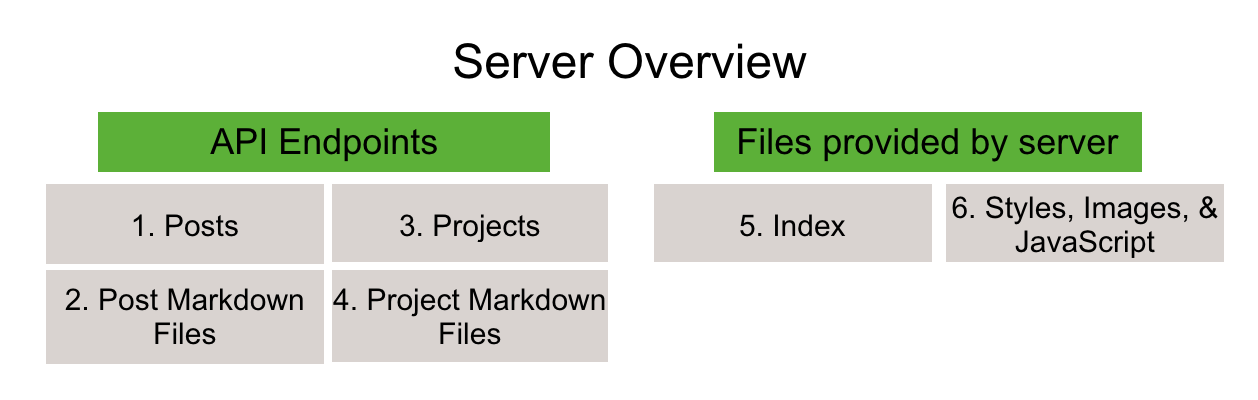 Server Overview
API Endpoints
1. Posts
3. Projects
2. Post Markdown
Files
4. Project Markdown
Files
Files provided by server
5. Index
6. Styles, Images, &
JavaScript